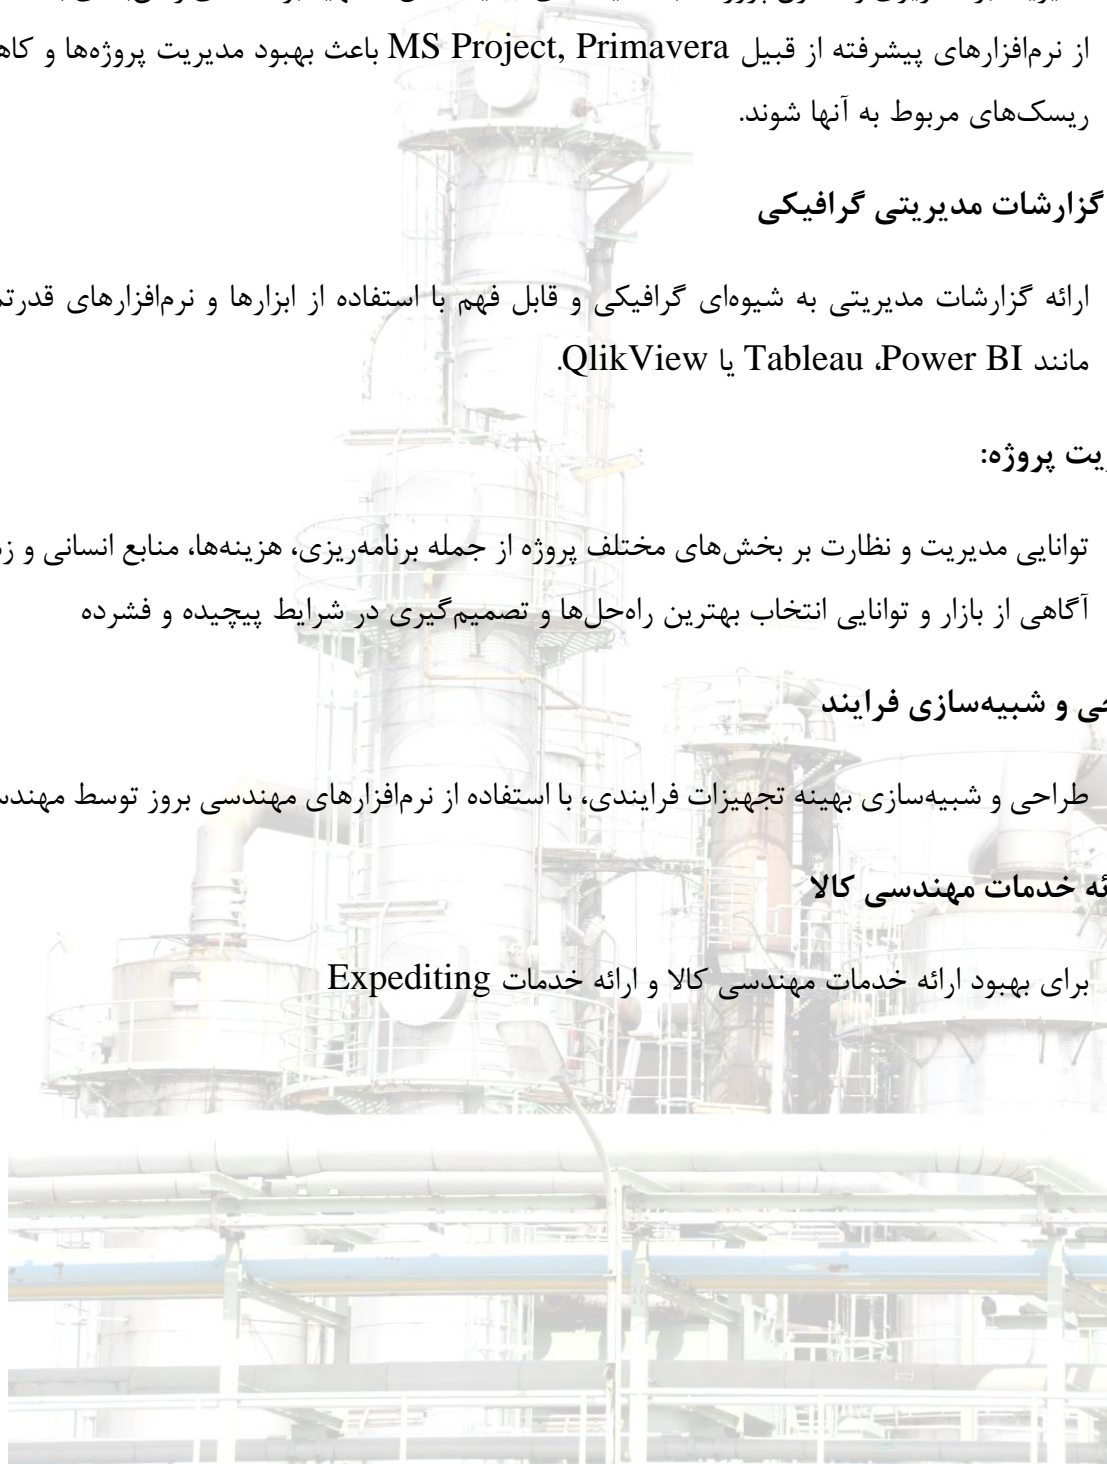 از نرم‌افزارهای پیشرفته از قبیل MS Project, Primavera باعث بهبود مدیریت پروژه‌ها و
ریسک‌های مربوط به آنها شوند.
گزارشات مدیریتی گرافیکی
ارائه گزارشات مدیریتی به شیوه‌ای گرافیکی و قابل فهم با استفاده از ابزارها و نرم‌افزارهای
مانند Tableau ،Power BI یا QlikView.
پروژه:
توانایی مدیریت و نظارت بر بخش‌های مختلف پروژه از جمله برنامه‌ریزی، هزینه‌ها، منابع انسانی و
آگاهی از بازار و توانایی انتخاب بهترین راه‌حل‌ها و تصمیم‌گیری در شرایط پیچیده و فشرده
و شبیه‌سازی فرایند
طراحی و شبیه‌سازی بهینه تجهیزات فرایندی، با استفاده از نرم‌افزارهای مهندسی بروز توسط
خدمات مهندسی کالا
برای بهبود ارائه خدمات مهندسی کالا و ارائه خدمات Expediting